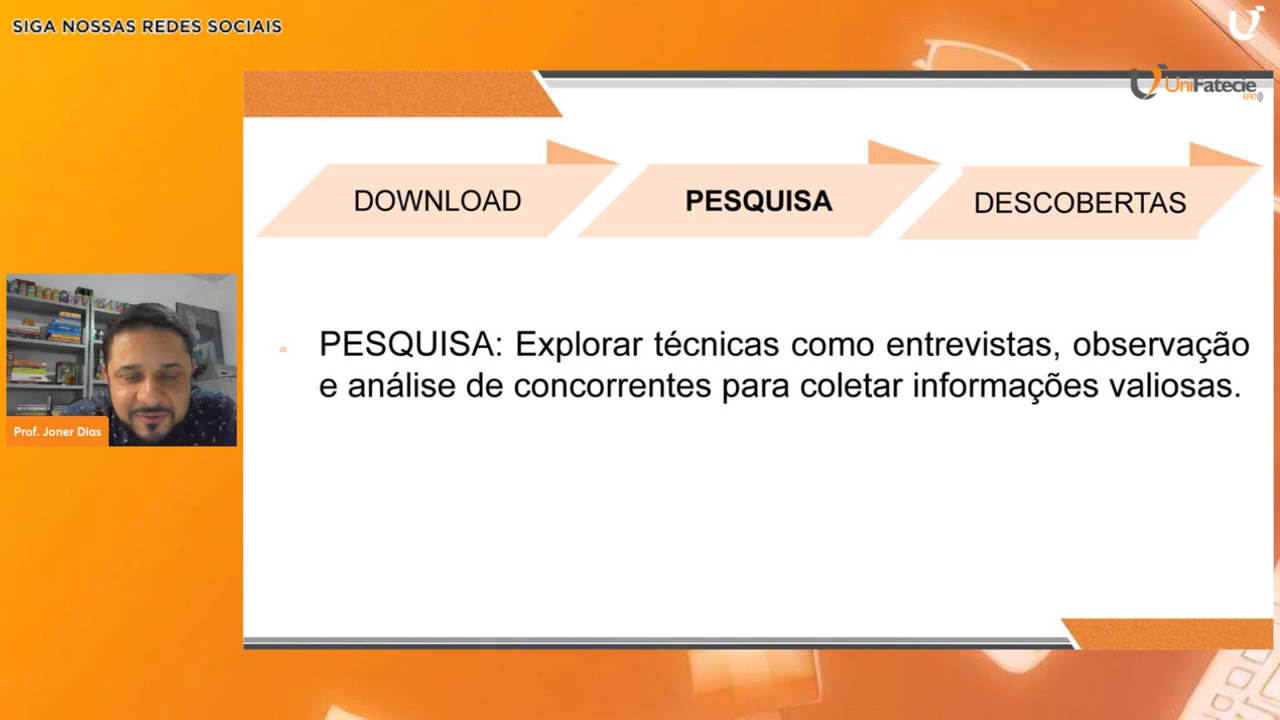 SIGA NOSSAS REDES SOCIAIS
UniFatecie
EAD
DOWNLOAD
PESQUISA
DESCOBERTAS
PESQUISA: Explorar técnicas como entrevistas, observação
e análise de concorrentes para coletar informações valiosas.
Prof. Joner Dias